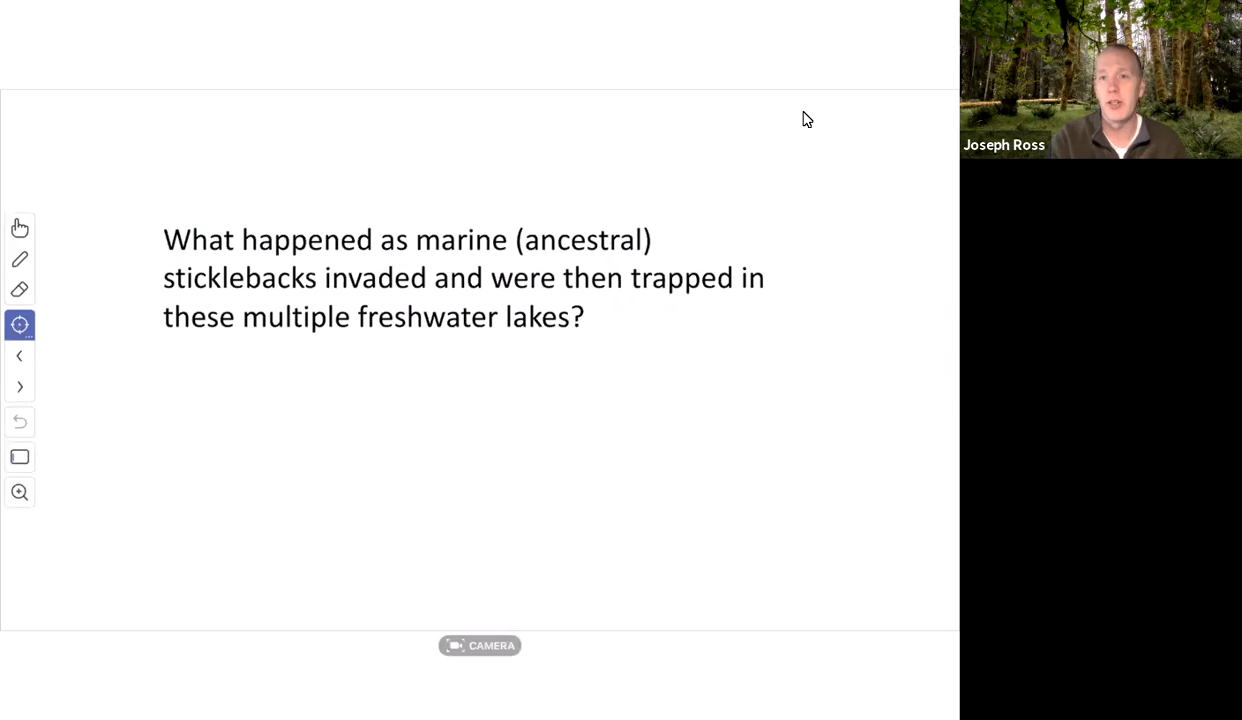 What happened as marine (ancestral)
sticklebacks invaded and were then trapped in
these multiple freshwater lakes?
Joseph Ross
CAMERA